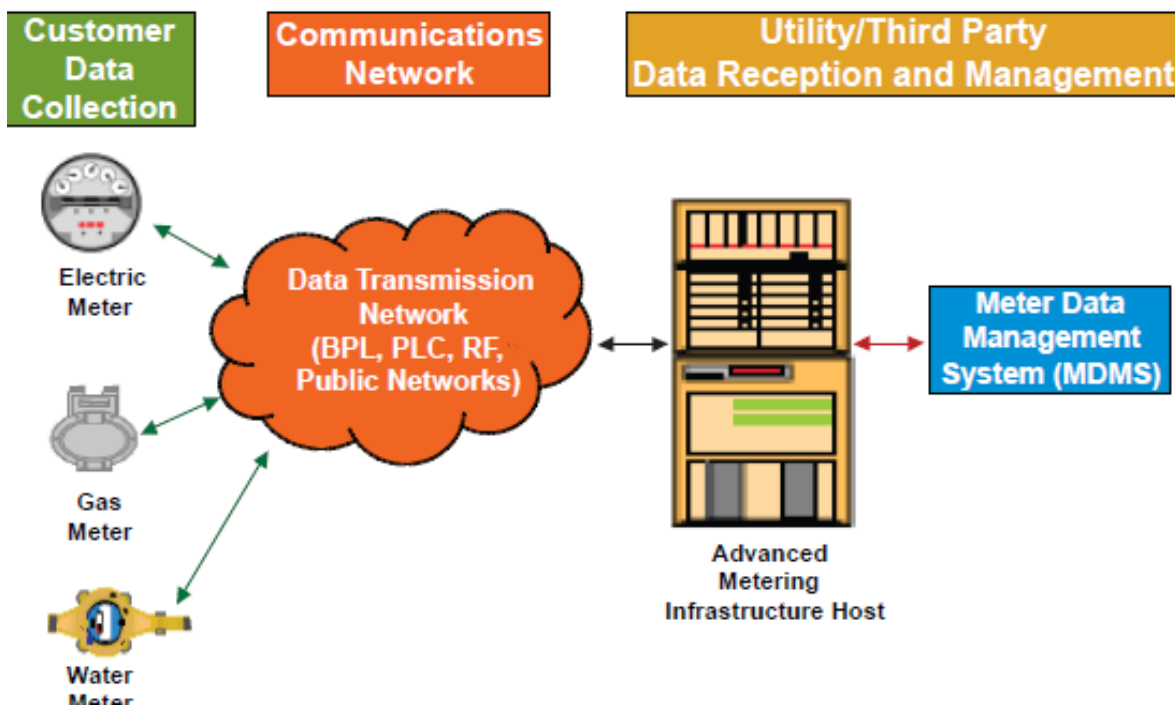 Customer
Data
Collection
Communications
Network
Utility/Third Party
Data Reception and Management
Electric
Meter
Data Transmission
Network
(BPL, PLC, RF,
Public Networks)
Meter Data
Management
System (MDMS)
Gas
Meter
Advanced
Metering
Infrastructure Host
Water
Meter